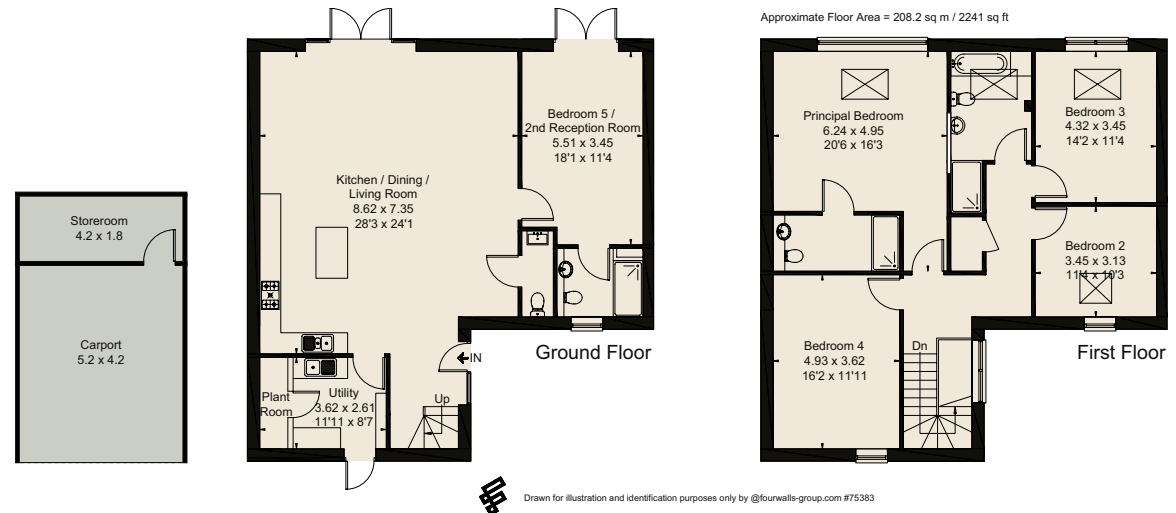 Approximate Floor Area = 208.2 sq m / 2241 sq ft
Storeroom
4.2 x 1.8
Carport
5.2 x 4.2
Kitchen / Dining /
Living Room
8.62 x 7.35
28'3 x 24'1
Bedroom 5 /
2nd Reception Room
5.51 x 3.45
18'1 x 11'4
Plant
Room
Utility
3.62 x 2.61
11'11 x 8'7
Up
IN
Ground Floor
Principal Bedroom
6.24 x 4.95
20'6 x 16'3
Bedroom 3
4.32 x 3.45
14'2 x 11'4
Bedroom 2
3.45 x 3.13
11'4 x 10'3
Bedroom 4
4.93 x 3.62
16'2 x 11'11
Dn
First Floor
Drawn for illustration and identification purposes only by @fourwalls-group.com #75383